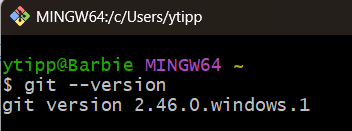 MINGW64:/c/Users/ytipp
ytipp@Barbie MINGW64 ~
$ git --version
git version 2.46.0.windows.1